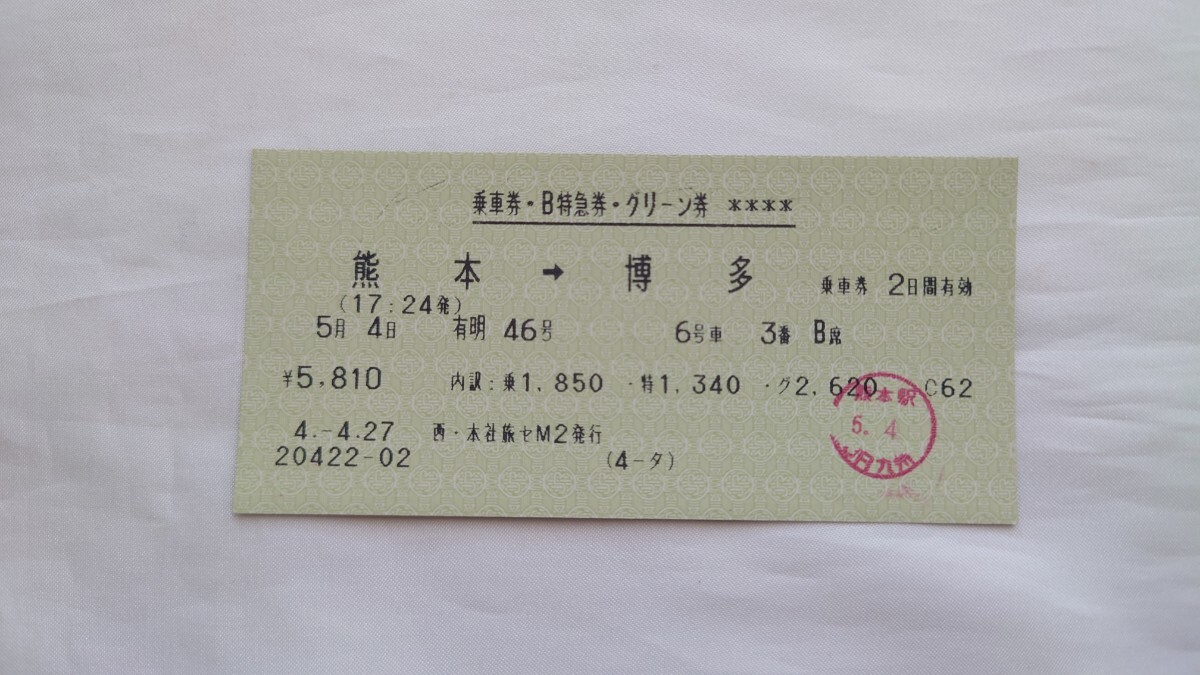 乗車券・B特急券・グリーン券 ****
熊本 → 博多 乗車券 2日間有効
(17:24発)
5月 4日 有明 46号 6号車 3番 B席
¥5,810 内訳:乗1,850 ・特1,340 ・グ2,620 C62
4.-4.27 西・本社旅セM2発行
20422-02 (4-タ)
熊本駅
5.-4
JR九州